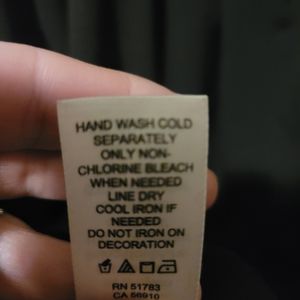 HAND WASH COLD
SEPARATELY
ONLY NON-
CHLORINE BLEACH
WHEN NEEDED
LINE DRY
COOL IRON IF
NEEDED
DO NOT IRON ON
DECORATION
RN 51783
CA 56910